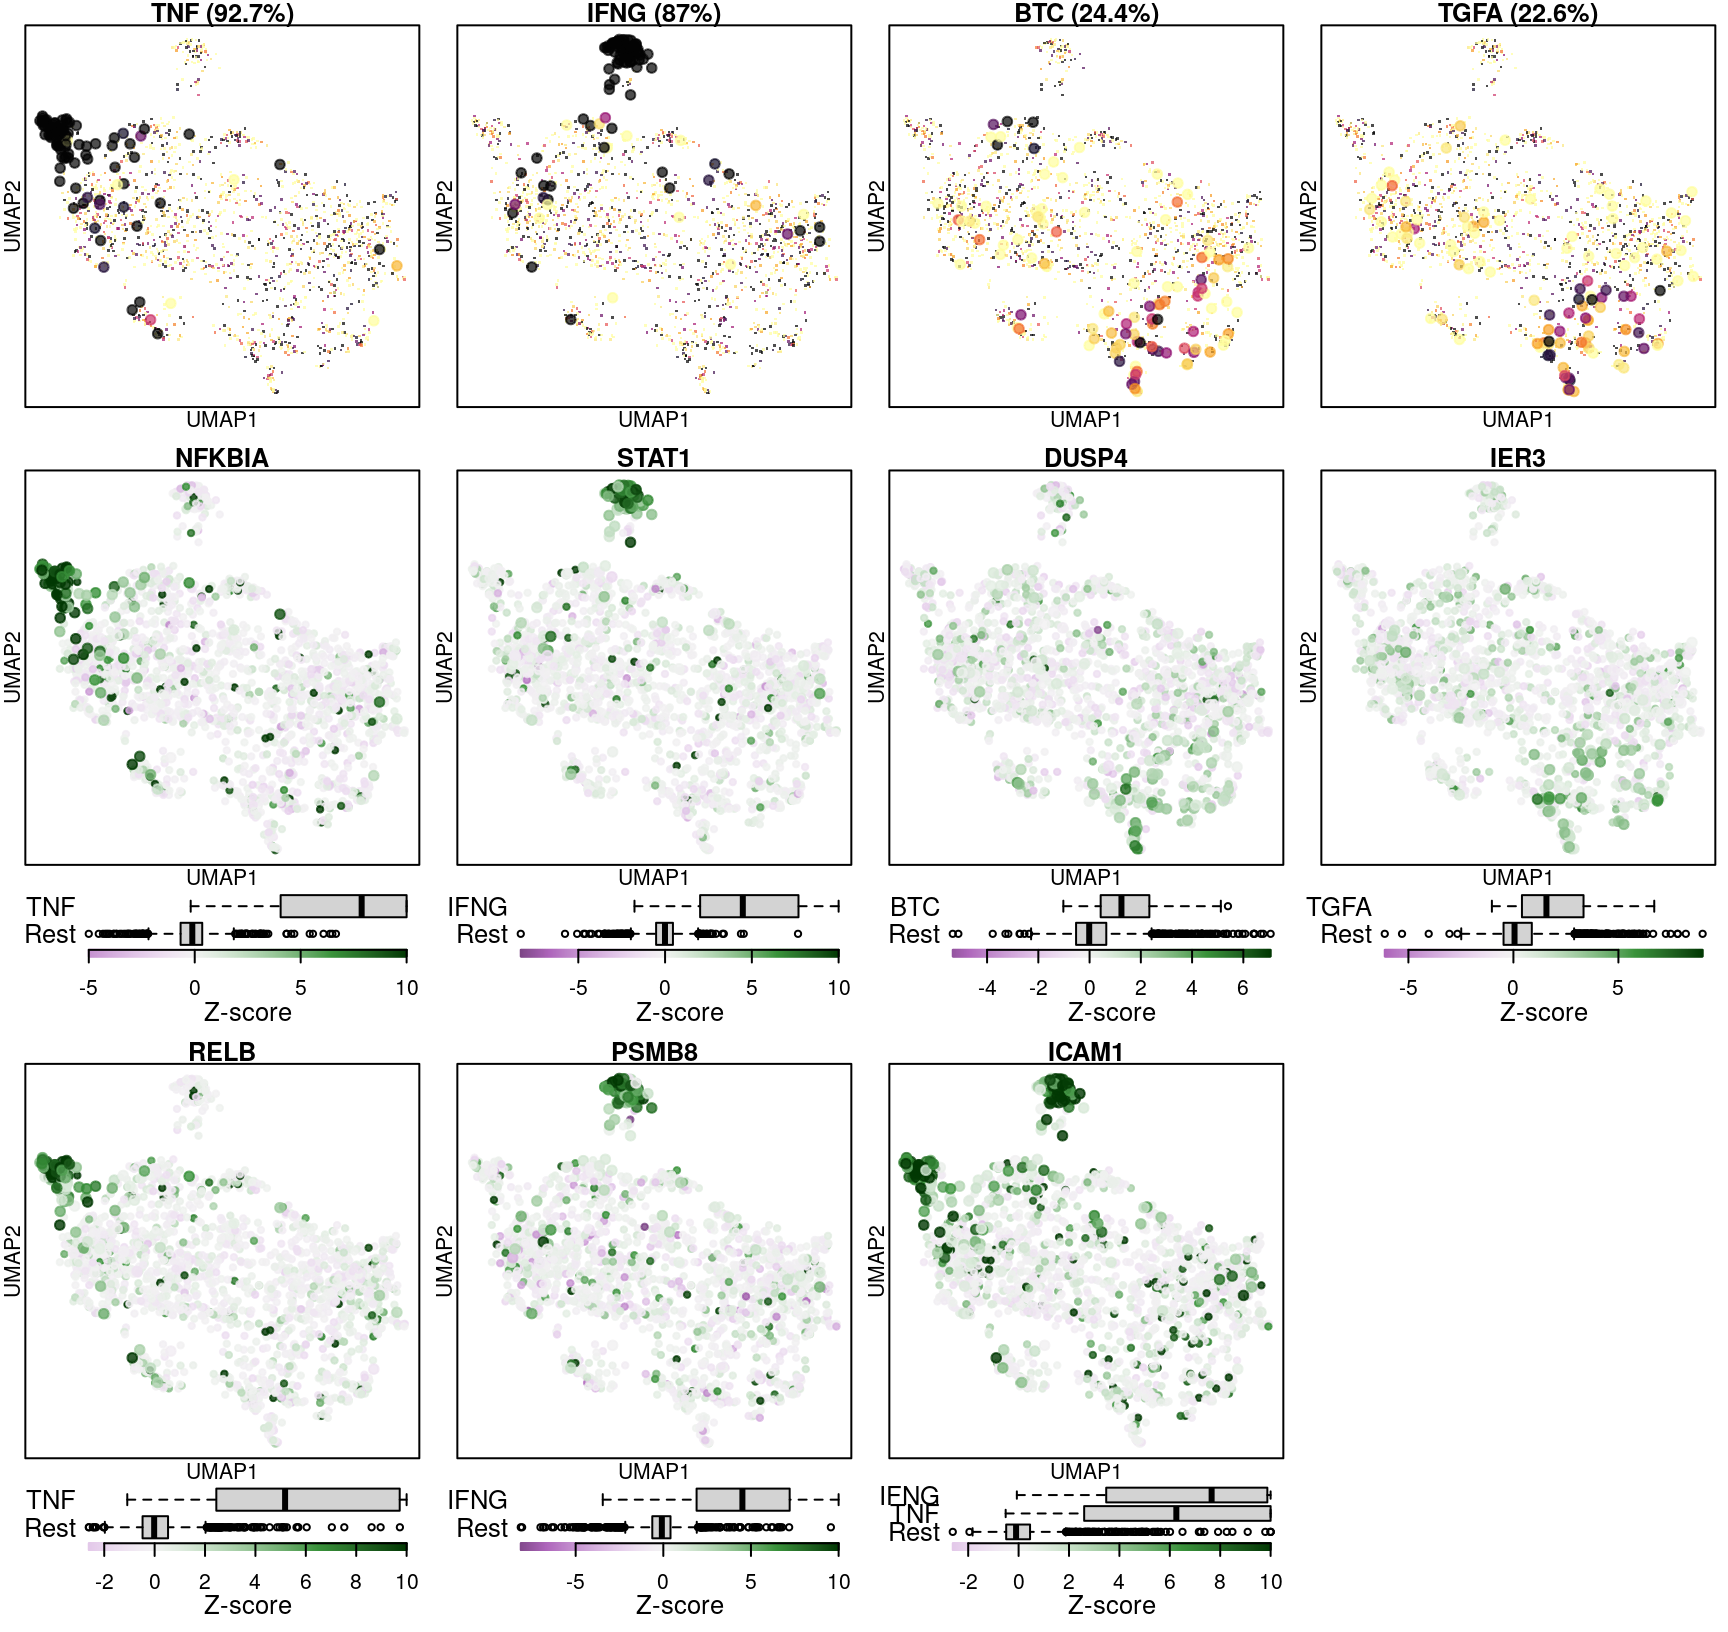 TNF (92.7%) IFNG (87%) BTC (24.4%) TGFA (22.6%)
UMAP2 UMAP2 UMAP2 UMAP2
UMAP1 UMAP1 UMAP1 UMAP1
NFKBIA STAT1 DUSP4 IER3
UMAP2 UMAP2 UMAP2 UMAP2
UMAP1 UMAP1 UMAP1 UMAP1
TNF IFNG BTC TGFA
Rest Rest Rest Rest
-5 0 5 10 -5 0 5 10 -4 -2 0 2 4 6 -5 0 5
Z-score Z-score Z-score Z-score
RELB PSMB8 ICAM1
UMAP2 UMAP2 UMAP2
UMAP1 UMAP1 UMAP1
TNF IFNG IFNG
TNF
Rest Rest Rest
-2 0 2 4 6 8 10 -5 0 5 10 -2 0 2 4 6 8 10
Z-score Z-score Z-score